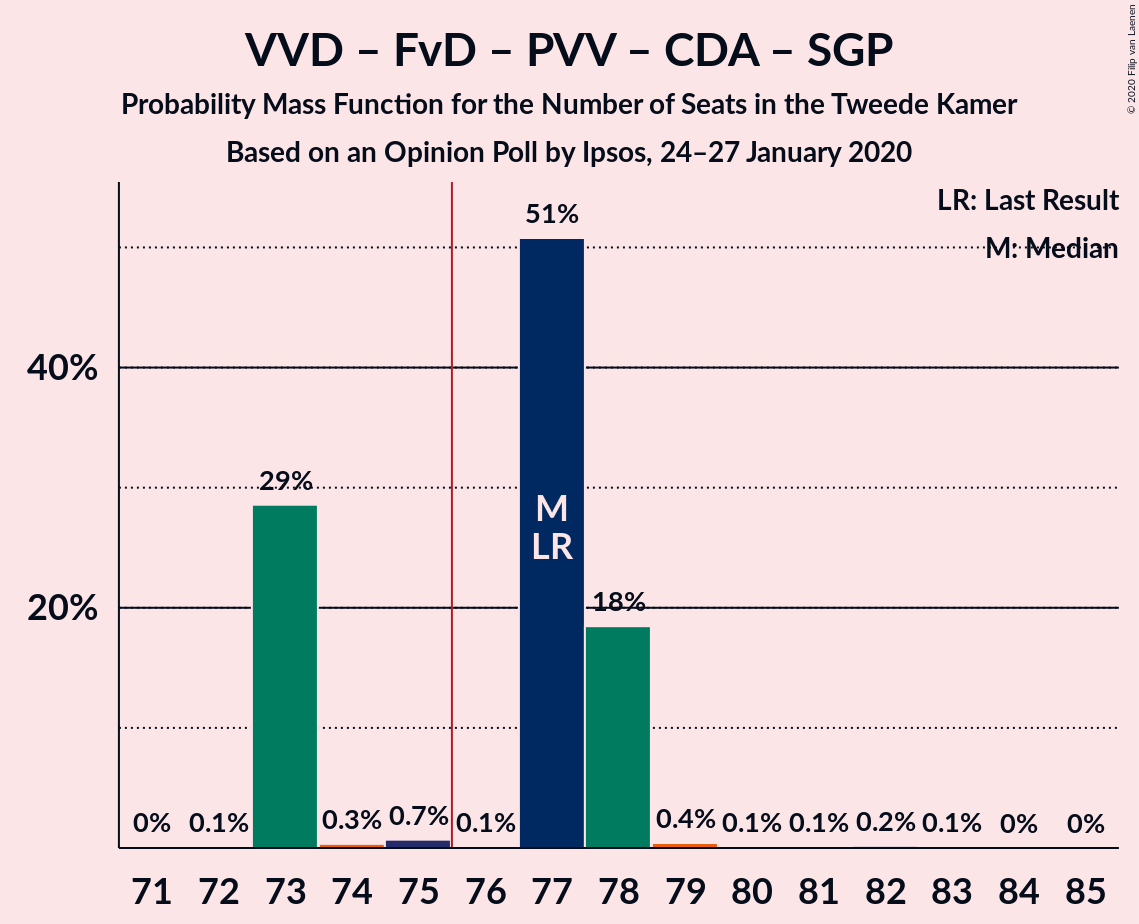 VVD – FvD – PVV – CDA – SGP
Probability Mass Function for the Number of Seats in the Tweede Kamer
Based on an Opinion Poll by Ipsos, 24–27 January 2020
© 2020 Filip van Laenen
LR: Last Result
M: Median
40%
20%
0%
0.1%
29%
0.3%
0.7%
0.1%
51%
M
LR
18%
0.4%
0.1%
0.1%
0.2%
0.1%
0%
0%
71 72 73 74 75 76 77 78 79 80 81 82 83 84 85